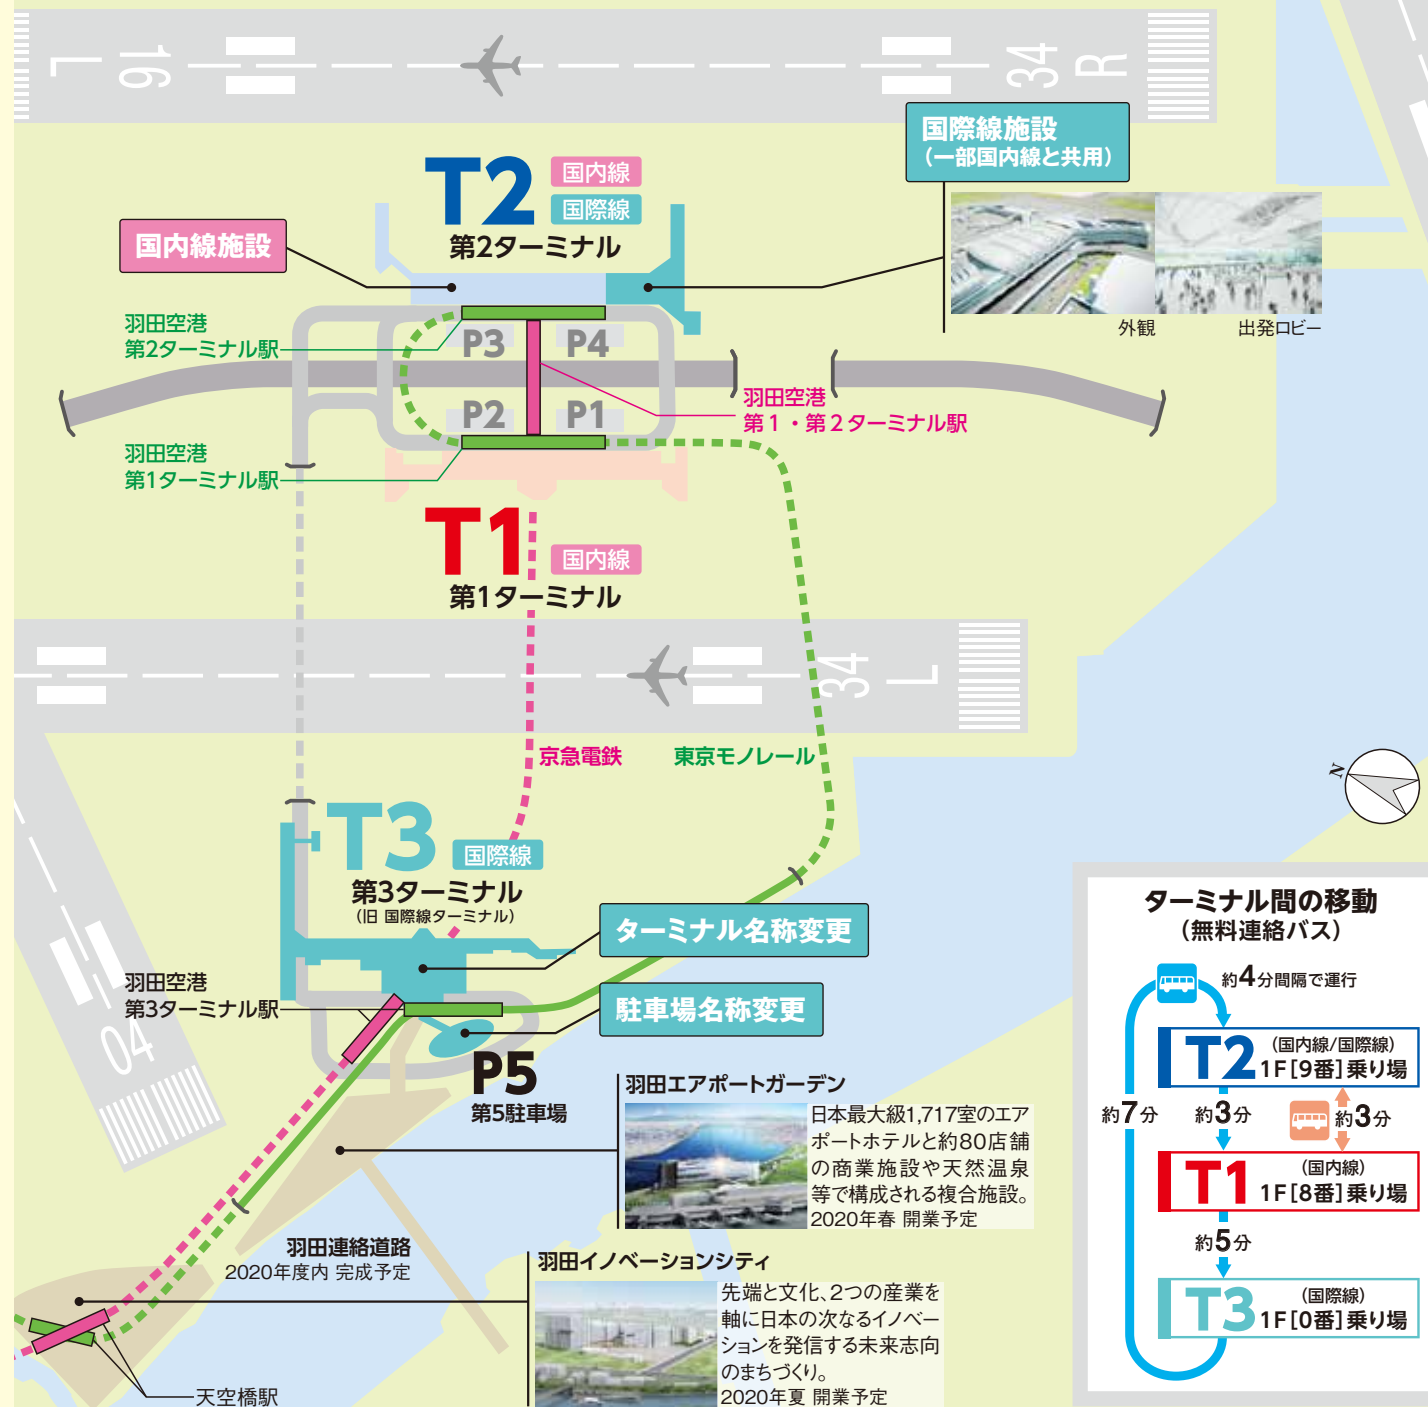 L 16
34 R
国際線施設
(一部国内線と共用)
外観
出発ロビー
T2
国内線
国際線
第2ターミナル
国内線施設
羽田空港
第2ターミナル駅
P3
P4
羽田空港
第1・第2ターミナル駅
P2
P1
羽田空港
第1ターミナル駅
T1
国内線
第1ターミナル
34 L
京急電鉄
東京モノレール
N
T3
国際線
第3ターミナル
(旧 国際線ターミナル)
ターミナル名称変更
羽田空港
第3ターミナル駅
駐車場名称変更
04
P5
第5駐車場
羽田エアポートガーデン
日本最大級1,717室のエア
ポートホテルと約80店舗
の商業施設や天然温泉
等で構成される複合施設。
2020年春 開業予定
羽田連絡道路
2020年度内 完成予定
羽田イノベーションシティ
先端と文化、2つの産業を
軸に日本の次なるイノベー
ションを発信する未来志向
のまちづくり。
2020年夏 開業予定
天空橋駅
ターミナル間の移動
(無料連絡バス)
約4分間隔で運行
T2
(国内線/国際線)
1F[9番]乗り場
約7分
約3分
約3分
T1
(国内線)
1F[8番]乗り場
約5分
T3
(国際線)
1F[0番]乗り場